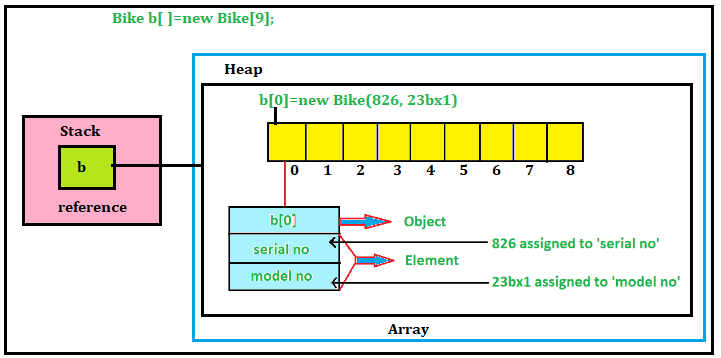 Bike b[ ]=new Bike[9];
Heap
b[0]=new Bike(826, 23bx1)
Stack
b
reference
0 1 2 3 4 5 6 7 8
b[0]
Object
serial no
826 assigned to 'serial no'
Element
model no
23bx1 assigned to 'model no'
Array